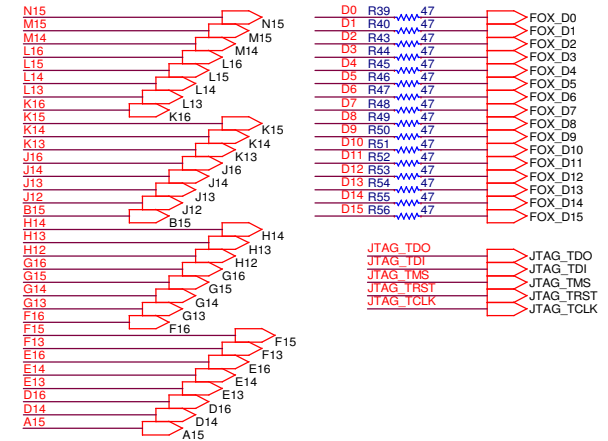 N15 N15
M15 M15
M14 M14
L16 L16
L15 L15
L14 L14
L13 L13
K16 K16
K15 K15
K14 K14
K13 K13
J16 J16
J14 J14
J13 J13
J12 J12
B15 B15
H14 H14
H13 H13
H12 H12
G16 G16
G15 G15
G14 G14
G13 G13
F16 F16
F15 F15
F13 F13
E16 E16
E14 E14
E13 E13
D16 D16
D14 D14
A15 A15
D0 R39 47 FOX_D0
D1 R40 47 FOX_D1
D2 R43 47 FOX_D2
D3 R44 47 FOX_D3
D4 R45 47 FOX_D4
D5 R46 47 FOX_D5
D6 R47 47 FOX_D6
D7 R48 47 FOX_D7
D8 R49 47 FOX_D8
D9 R50 47 FOX_D9
D10 R51 47 FOX_D10
D11 R52 47 FOX_D11
D12 R53 47 FOX_D12
D13 R54 47 FOX_D13
D14 R55 47 FOX_D14
D15 R56 47 FOX_D15
JTAG_TDO JTAG_TDO
JTAG_TDI JTAG_TDI
JTAG_TMS JTAG_TMS
JTAG_TRST JTAG_TRST
JTAG_TCLK JTAG_TCLK